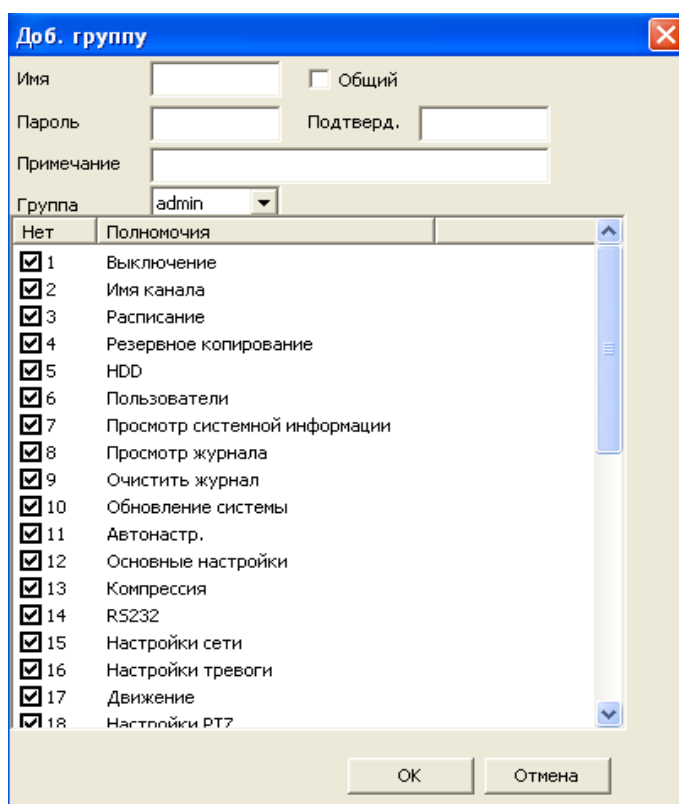 Доб. группу
Имя Общий
Пароль Подтверд.
Примечание
Группа admin
Нет Полномочия
1 Выключение
2 Имя канала
3 Расписание
4 Резервное копирование
5 HDD
6 Пользователи
7 Просмотр системной информации
8 Просмотр журнала
9 Очистить журнал
10 Обновление системы
11 Автонастр.
12 Основные настройки
13 Компрессия
14 RS232
15 Настройки сети
16 Настройки тревоги
17 Движение
18 Настройки PTZ
OK Отмена